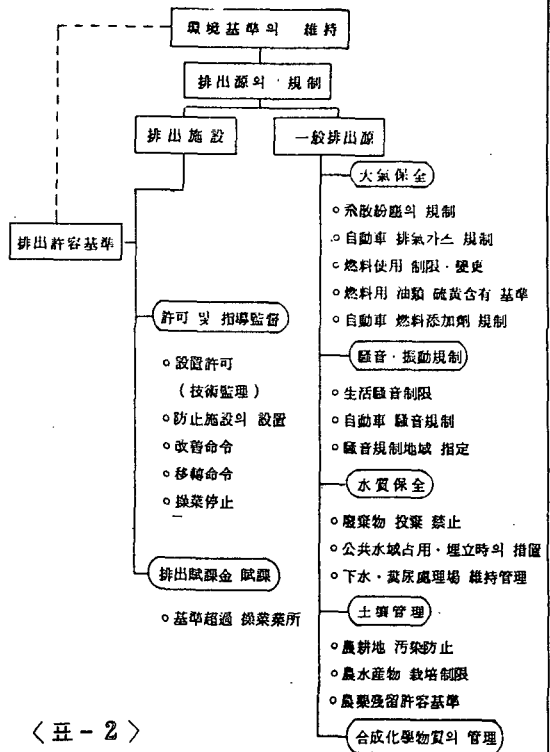 環境基準의 維持
排出源의 規制
排出施設
一般排出源
排出許容基準
許可 및 指導監督
○ 設置許可
(技術監理)
○ 防止施設의 設置
○ 改善命令
○ 移轉命令
○ 操業停止
排出賦課金 賦課
○ 基準超過 操業業所
大氣保全
○ 飛散粉塵의 規制
○ 自動車 排氣가스 規制
○ 燃料使用 制限·變更
○ 燃料用 油類 硫黃含有 基準
○ 自動車 燃料添加劑 規制
騷音·振動規制
○ 生活騷音制限
○ 自動車 騷音規制
○ 騷音規制地域 指定
水質保全
○ 廢棄物 投棄 禁止
○ 公共水域占用·埋立時의 措置
○ 下水·糞尿處理場 維持管理
土壤管理
○ 農耕地 汚染防止
○ 農水産物 栽培制限
○ 農藥殘留許容基準
合成化學物質의 管理
〈표-2〉